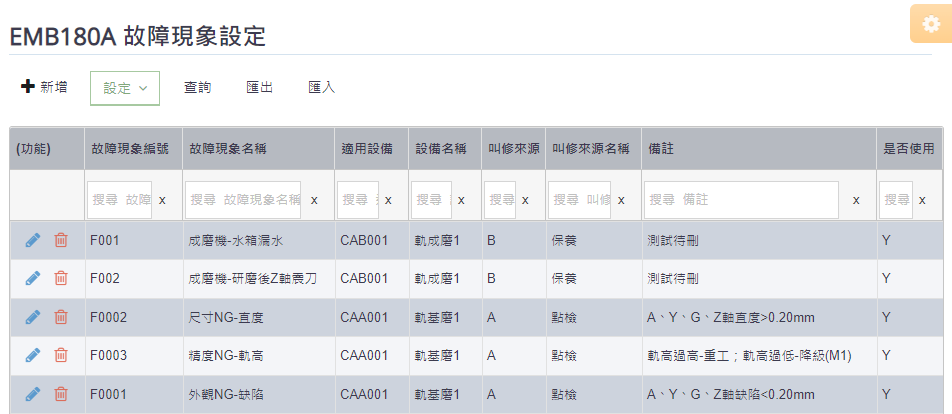 EMB180A 故障現象設定
新增 設定 查詢 匯出 匯入
(功能) 故障現象編號 故障現象名稱 適用設備 設備名稱 叫修來源 叫修來源名稱 備註 是否使用
搜尋 故障 x 搜尋 故障現象名稱 x 搜尋 x 搜尋 x 搜尋 x 搜尋 叫修 x 搜尋 備註 x 搜尋 x
F001 成磨機-水箱漏水 CAB001 軌成磨1 B 保養 測試待刪 Y
F002 成磨機-研磨後Z軸震刀 CAB001 軌成磨1 B 保養 測試待刪 Y
F0002 尺寸NG-直度 CAA001 軌基磨1 A 點檢 A、Y、G、Z軸直度>0.20mm Y
F0003 精度NG-軌高 CAA001 軌基磨1 A 點檢 軌高過高-重工；軌高過低-降級(M1) Y
F0001 外觀NG-缺陷 CAA001 軌基磨1 A 點檢 A、Y、G、Z軸缺陷<0.20mm Y